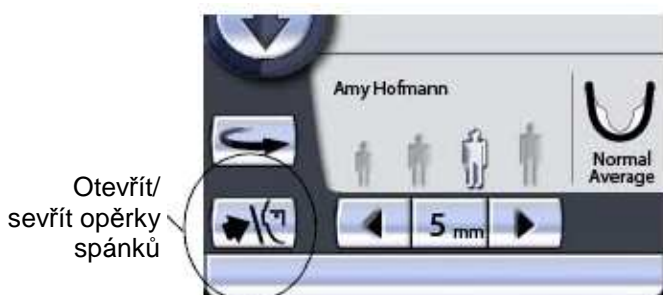 Amy Hofmann
Normal
Average
Otevřít/
sevřít opěrky
spánků
5 mm